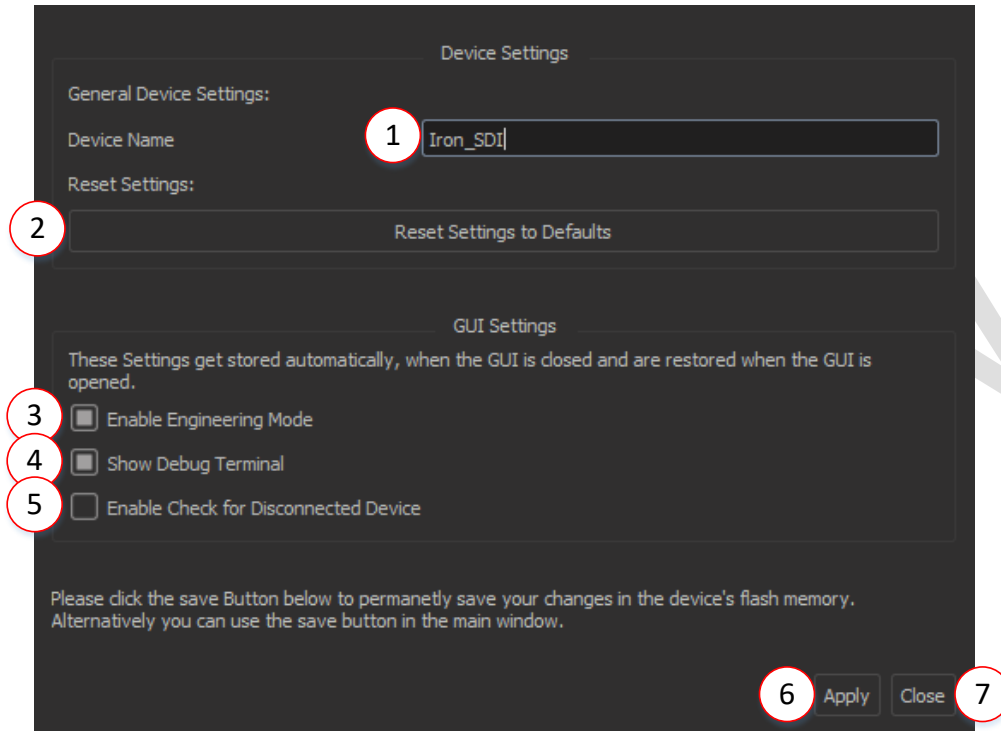 Device Settings
General Device Settings:
Device Name
1
Iron_SDI
Reset Settings:
2
Reset Settings to Defaults
GUI Settings
These Settings get stored automatically, when the GUI is closed and are restored when the GUI is
opened.
3
Enable Engineering Mode
4
Show Debug Terminal
5
Enable Check for Disconnected Device
Please click the save Button below to permanetly save your changes in the device's flash memory.
Alternatively you can use the save button in the main window.
6
Apply
Close
7